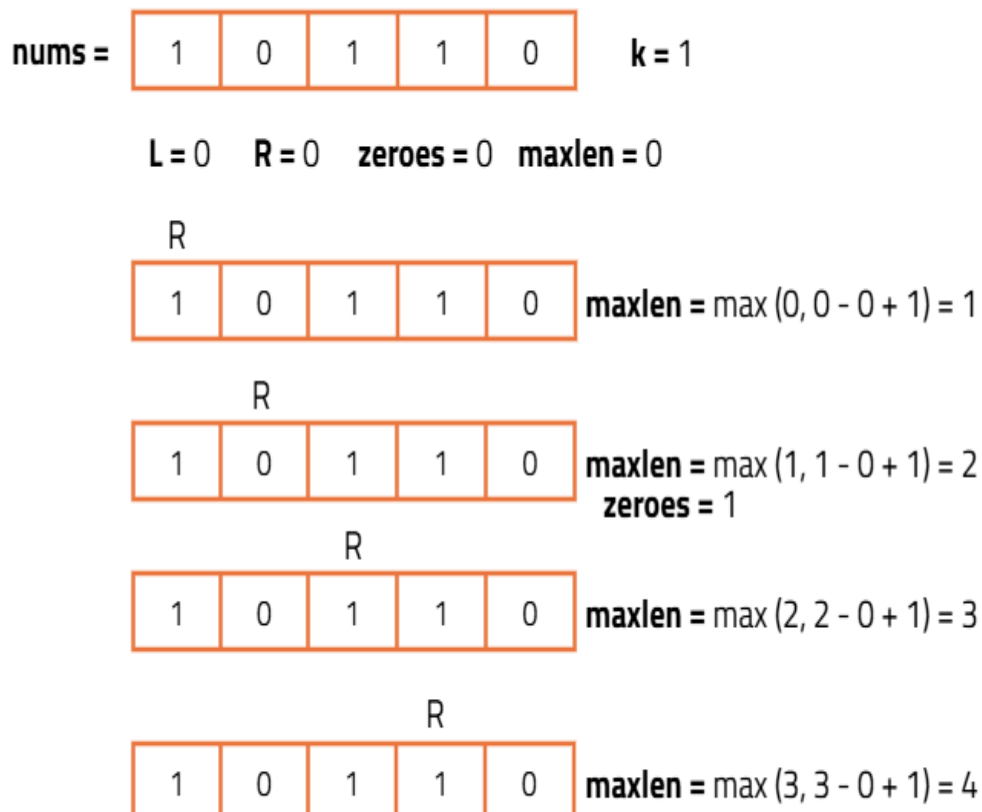 nums = 1 0 1 1 0 k = 1
L = 0 R = 0 zeroes = 0 maxlen = 0
R
1 0 1 1 0 maxlen = max (0, 0 - 0 + 1) = 1
R
1 0 1 1 0 maxlen = max (1, 1 - 0 + 1) = 2
zeroes = 1
R
1 0 1 1 0 maxlen = max (2, 2 - 0 + 1) = 3
R
1 0 1 1 0 maxlen = max (3, 3 - 0 + 1) = 4